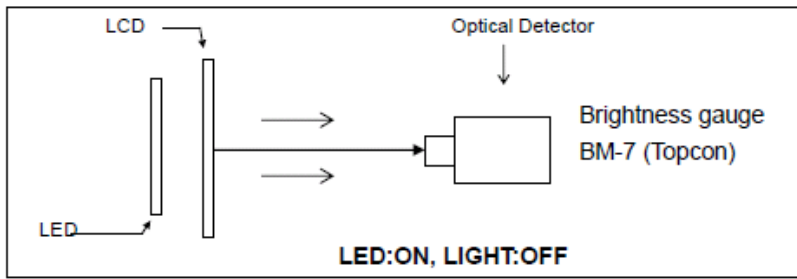 LCD
Optical Detector
Brightness gauge
BM-7 (Topcon)
LED
LED:ON, LIGHT:OFF